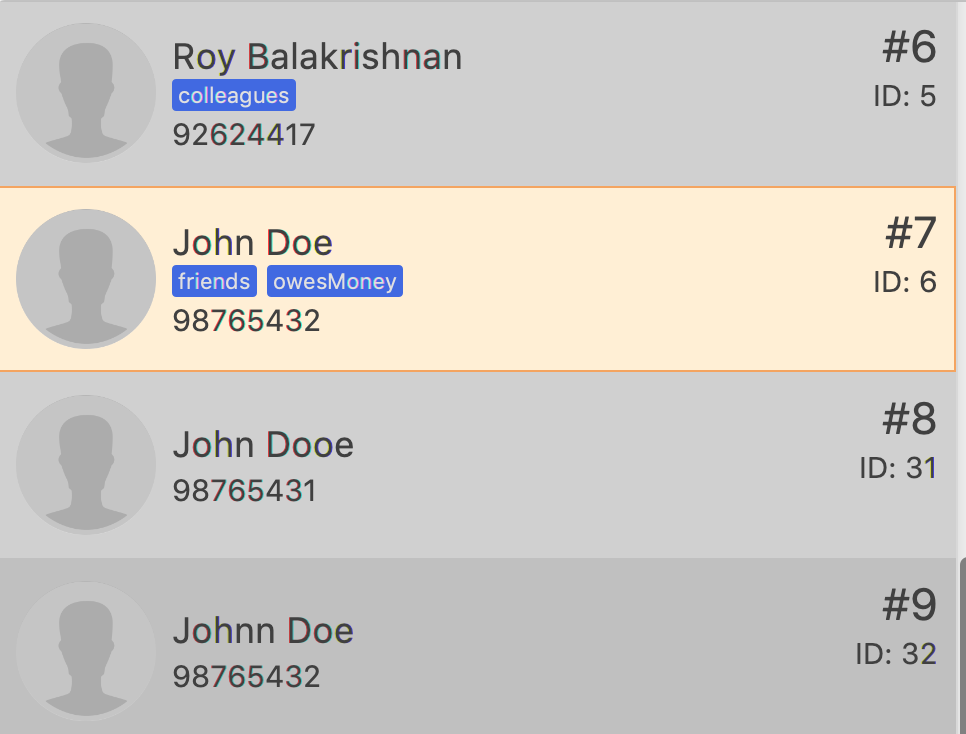 Roy Balakrishnan
#6
colleagues
ID: 5
92624417
John Doe
#7
friends owesMoney
ID: 6
98765432
John Dooe
#8
ID: 31
98765431
Johnn Doe
#9
ID: 32
98765432